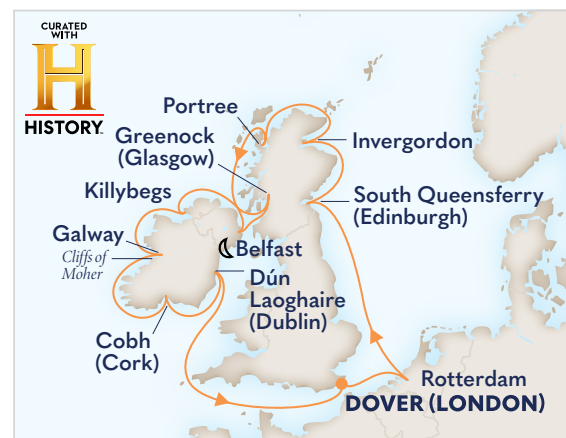 CURATED
WITH
H
HISTORY
Portree
Greenock
(Glasgow)
Invergordon
Killybegs
South Queensferry
(Edinburgh)
Galway
Cliffs of
Moher
Belfast
Dún
Laoghaire
(Dublin)
Cobh
(Cork)
Rotterdam
DOVER (LONDON)